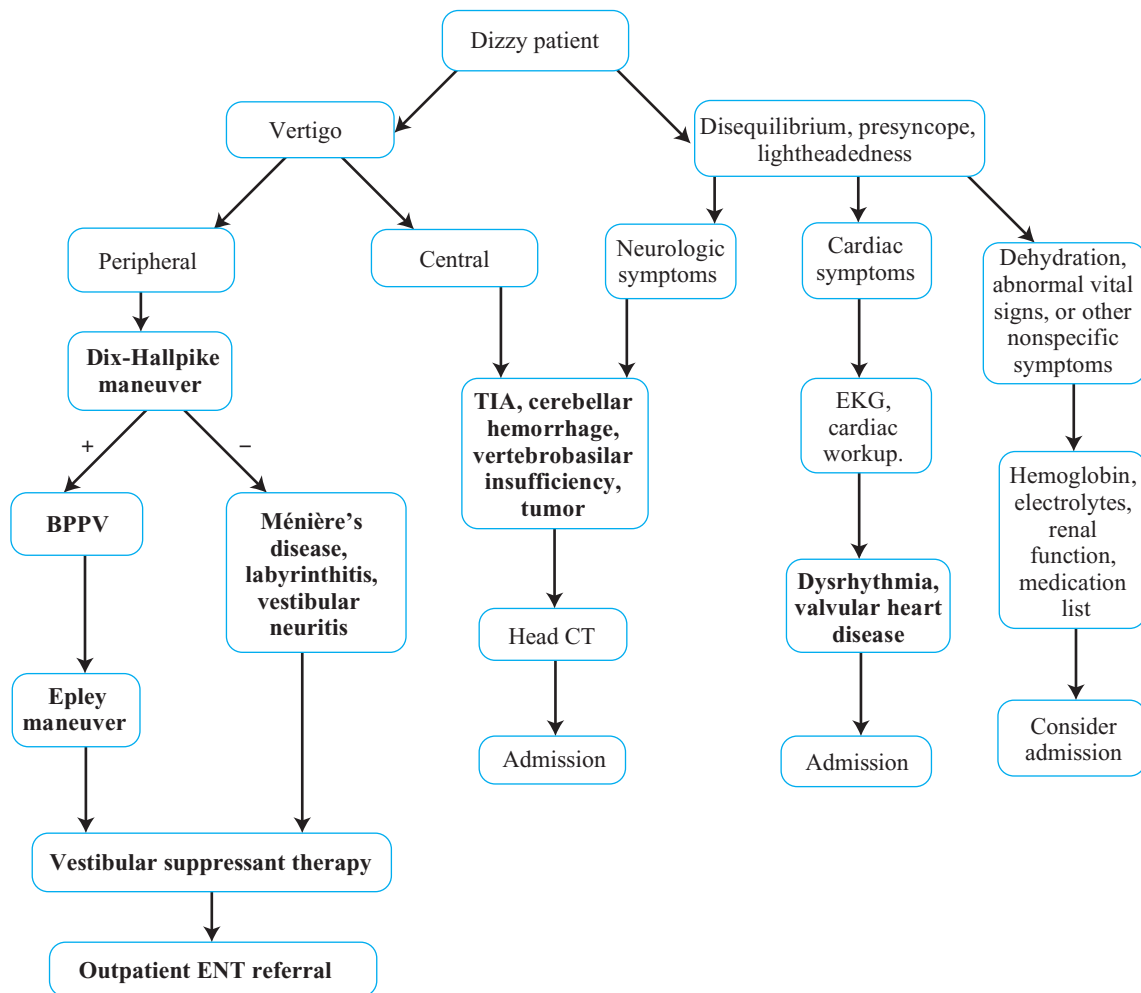 Dizzy patient
Vertigo
Disequilibrium, presyncope,
lightheadedness
Peripheral
Central
Neurologic
symptoms
Cardiac
symptoms
Dehydration,
abnormal vital
signs, or other
nonspecific
symptoms
Dix-Hallpike
maneuver
+
−
TIA, cerebellar
hemorrhage,
vertebrobasilar
insufficiency,
tumor
EKG,
cardiac
workup.
BPPV
Ménière’s
disease,
labyrinthitis,
vestibular
neuritis
Hemoglobin,
electrolytes,
renal
function,
medication
list
Dysrhythmia,
valvular heart
disease
Head CT
Epley
maneuver
Admission
Admission
Consider
admission
Vestibular suppressant therapy
Outpatient ENT referral